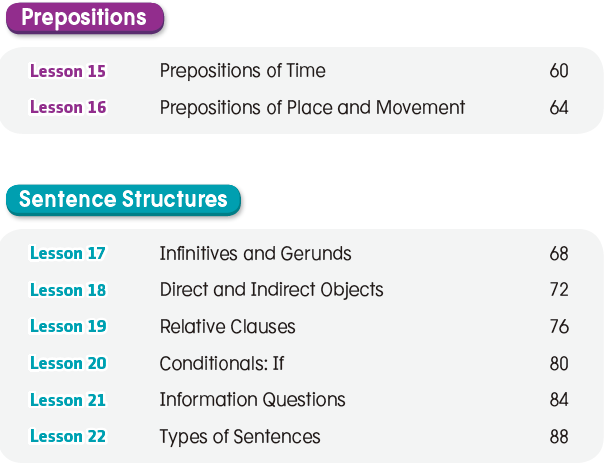 Prepositions
Lesson 15 Prepositions of Time 60
Lesson 16 Prepositions of Place and Movement 64
Sentence Structures
Lesson 17 Infinitives and Gerunds 68
Lesson 18 Direct and Indirect Objects 72
Lesson 19 Relative Clauses 76
Lesson 20 Conditionals: If 80
Lesson 21 Information Questions 84
Lesson 22 Types of Sentences 88